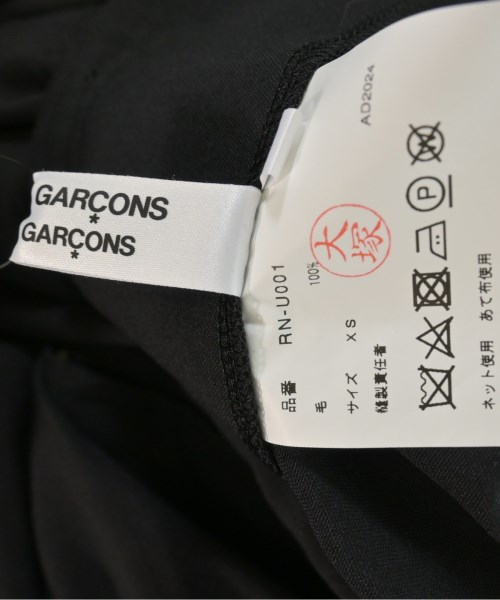 GARÇONS
*
GARÇONS
*
AD2024
品番 RN-U001
毛 100%
サイズ XS
縫製責任者 大塚
P
ネット使用 あて布使用